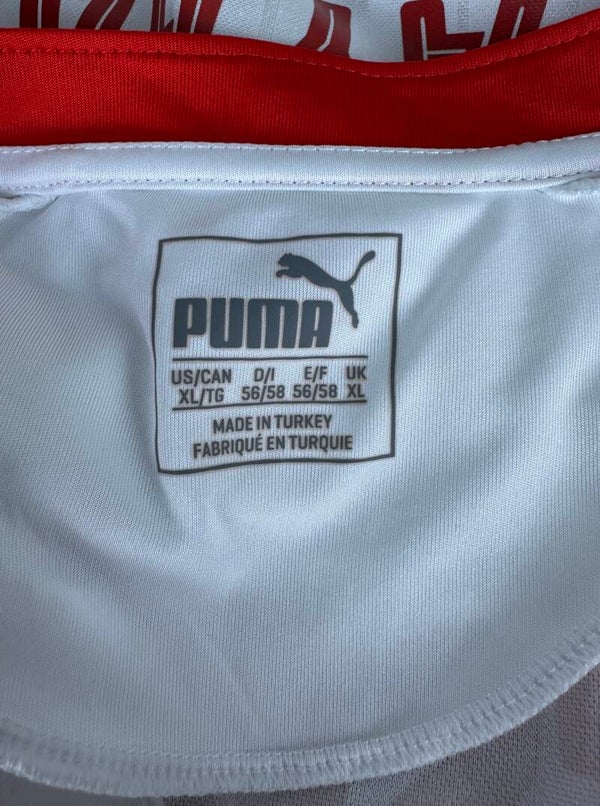 PUMA
US/CAN D/I E/F UK
XL/TG 56/58 56/58 XL
MADE IN TURKEY
FABRIQUÉ EN TURQUIE